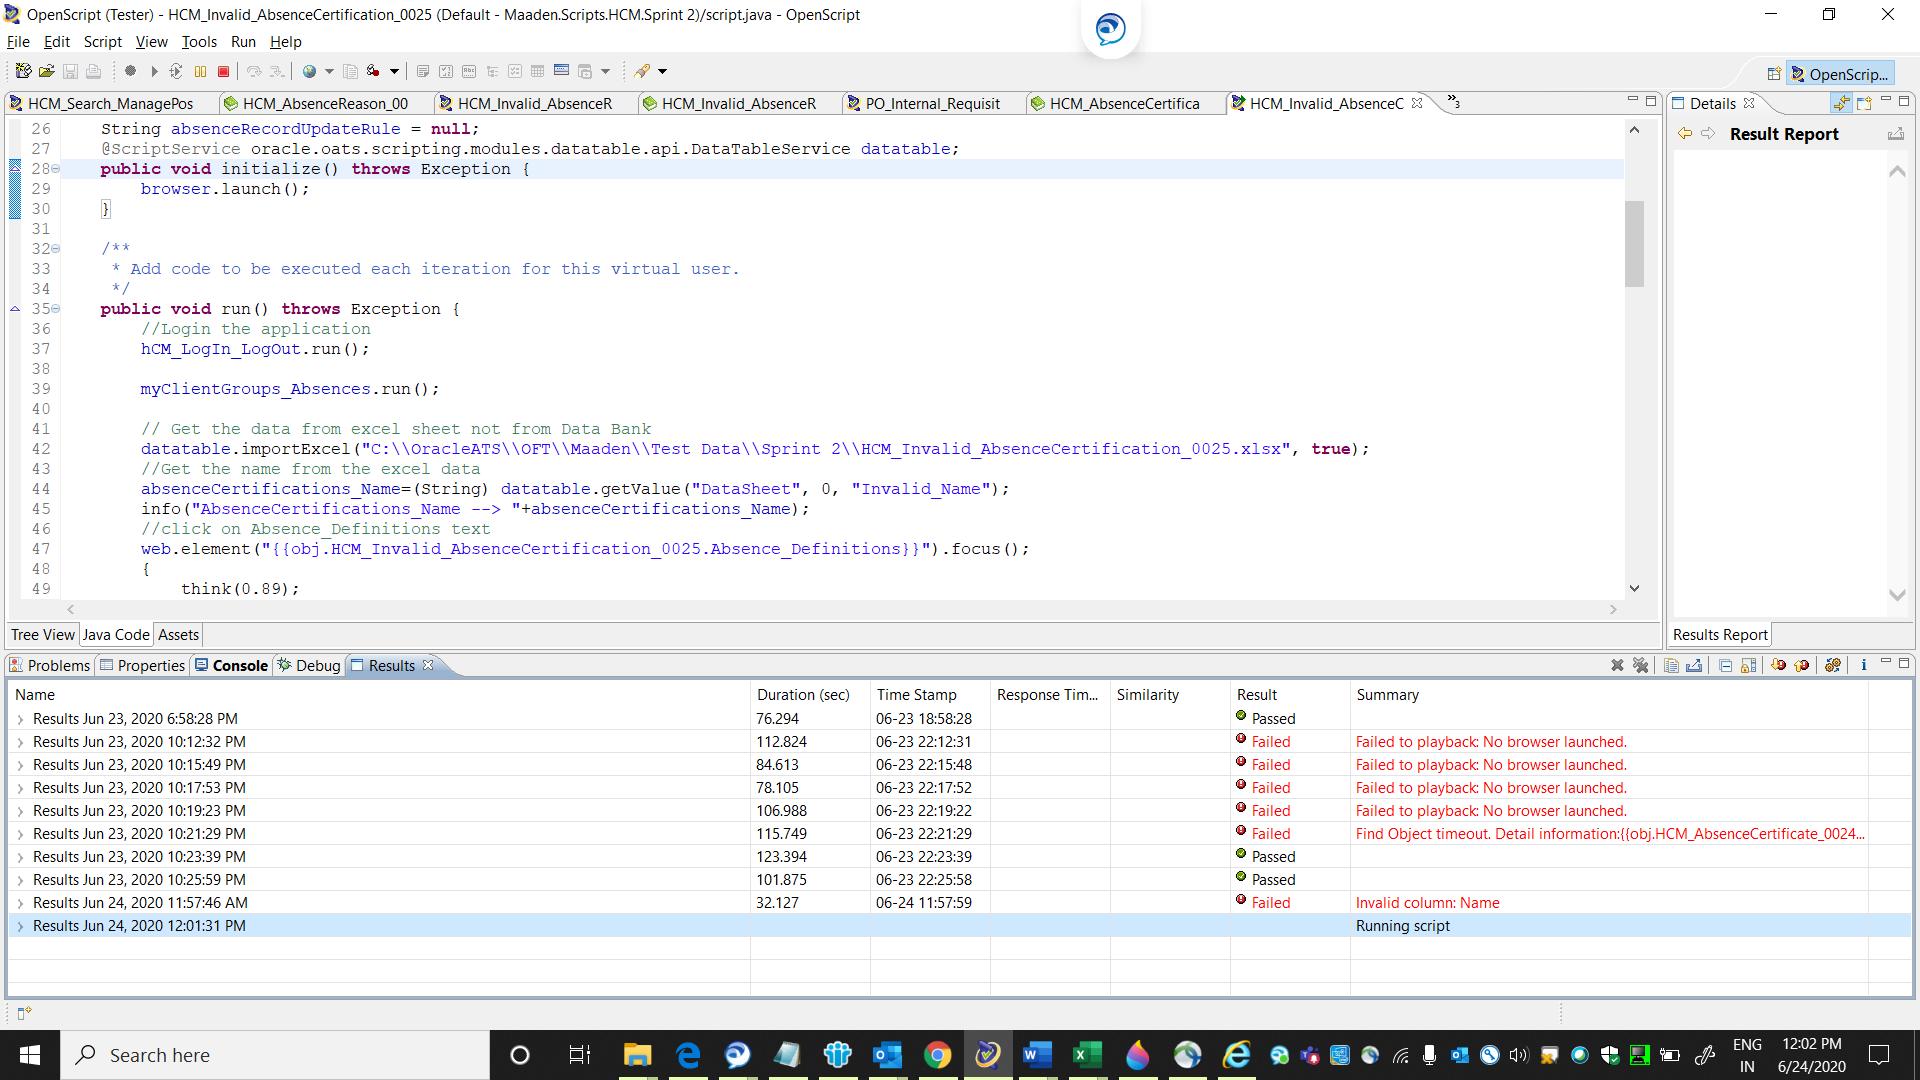 OpenScript (Tester) - HCM_Invalid_AbsenceCertification_0025 (Default - Maaden.Scripts.HCM.Sprint 2)/script.java - OpenScript
File Edit Script View Tools Run Help
OpenScrip...
HCM_Search_ManagePos HCM_AbsenceReason_00 HCM_Invalid_AbsenceR HCM_Invalid_AbsenceR PO_Internal_Requisit HCM_AbsenceCertifica HCM_Invalid_AbsenceC »3
Details
Result Report
26 String absenceRecordUpdateRule = null;
27 @ScriptService oracle.oats.scripting.modules.datatable.api.DataTableService datatable;
28 public void initialize() throws Exception {
29 browser.launch();
30 }
31
32 /**
33 * Add code to be executed each iteration for this virtual user.
34 */
35 public void run() throws Exception {
36 //Login the application
37 hCM_LogIn_LogOut.run();
38
39 myClientGroups_Absences.run();
40
41 // Get the data from excel sheet not from Data Bank
42 datatable.importExcel("C:\\OracleATS\\OFT\\Maaden\\Test Data\\Sprint 2\\HCM_Invalid_AbsenceCertification_0025.xlsx", true);
43 //Get the name from the excel data
44 absenceCertifications_Name=(String) datatable.getValue("DataSheet", 0, "Invalid_Name");
45 info("AbsenceCertifications_Name --> "+absenceCertifications_Name);
46 //click on Absence_Definitions text
47 web.element("{{obj.HCM_Invalid_AbsenceCertification_0025.Absence_Definitions}}").focus();
48 {
49 think(0.89);
Tree View Java Code Assets
Results Report
Problems Properties Console Debug Results
Name Duration (sec) Time Stamp Response Tim... Similarity Result Summary
Results Jun 23, 2020 6:58:28 PM 76.294 06-23 18:58:28 Passed
Results Jun 23, 2020 10:12:32 PM 112.824 06-23 22:12:31 Failed Failed to playback: No browser launched.
Results Jun 23, 2020 10:15:49 PM 84.613 06-23 22:15:48 Failed Failed to playback: No browser launched.
Results Jun 23, 2020 10:17:53 PM 78.105 06-23 22:17:52 Failed Failed to playback: No browser launched.
Results Jun 23, 2020 10:19:23 PM 106.988 06-23 22:19:22 Failed Failed to playback: No browser launched.
Results Jun 23, 2020 10:21:29 PM 115.749 06-23 22:21:29 Failed Find Object timeout. Detail information:{{obj.HCM_AbsenceCertificate_0024...
Results Jun 23, 2020 10:23:39 PM 123.394 06-23 22:23:39 Passed
Results Jun 23, 2020 10:25:59 PM 101.875 06-23 22:25:58 Passed
Results Jun 24, 2020 11:57:46 AM 32.127 06-24 11:57:59 Failed Invalid column: Name
Results Jun 24, 2020 12:01:31 PM Running script
Search here
ENG
IN
12:02 PM
6/24/2020